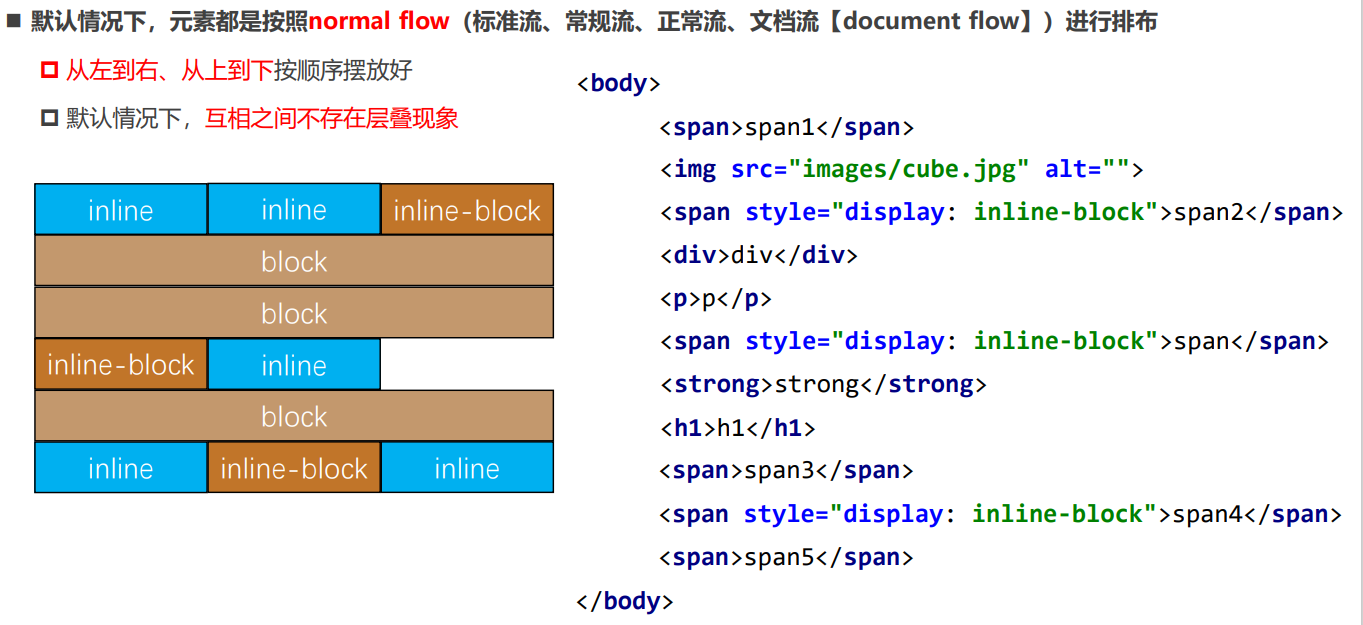 默认情况下，元素都是按照normal flow（标准流、常规流、正常流、文档流【document flow】）进行排布
从左到右、从上到下按顺序摆放好
默认情况下，互相之间不存在层叠现象
inline inline inline-block
block
block
inline-block inline
block
inline inline-block inline
<body>
<span>span1</span>
<img src="images/cube.jpg" alt="">
<span style="display: inline-block">span2</span>
<div>div</div>
<p>p</p>
<span style="display: inline-block">span</span>
<strong>strong</strong>
<h1>h1</h1>
<span>span3</span>
<span style="display: inline-block">span4</span>
<span>span5</span>
</body>